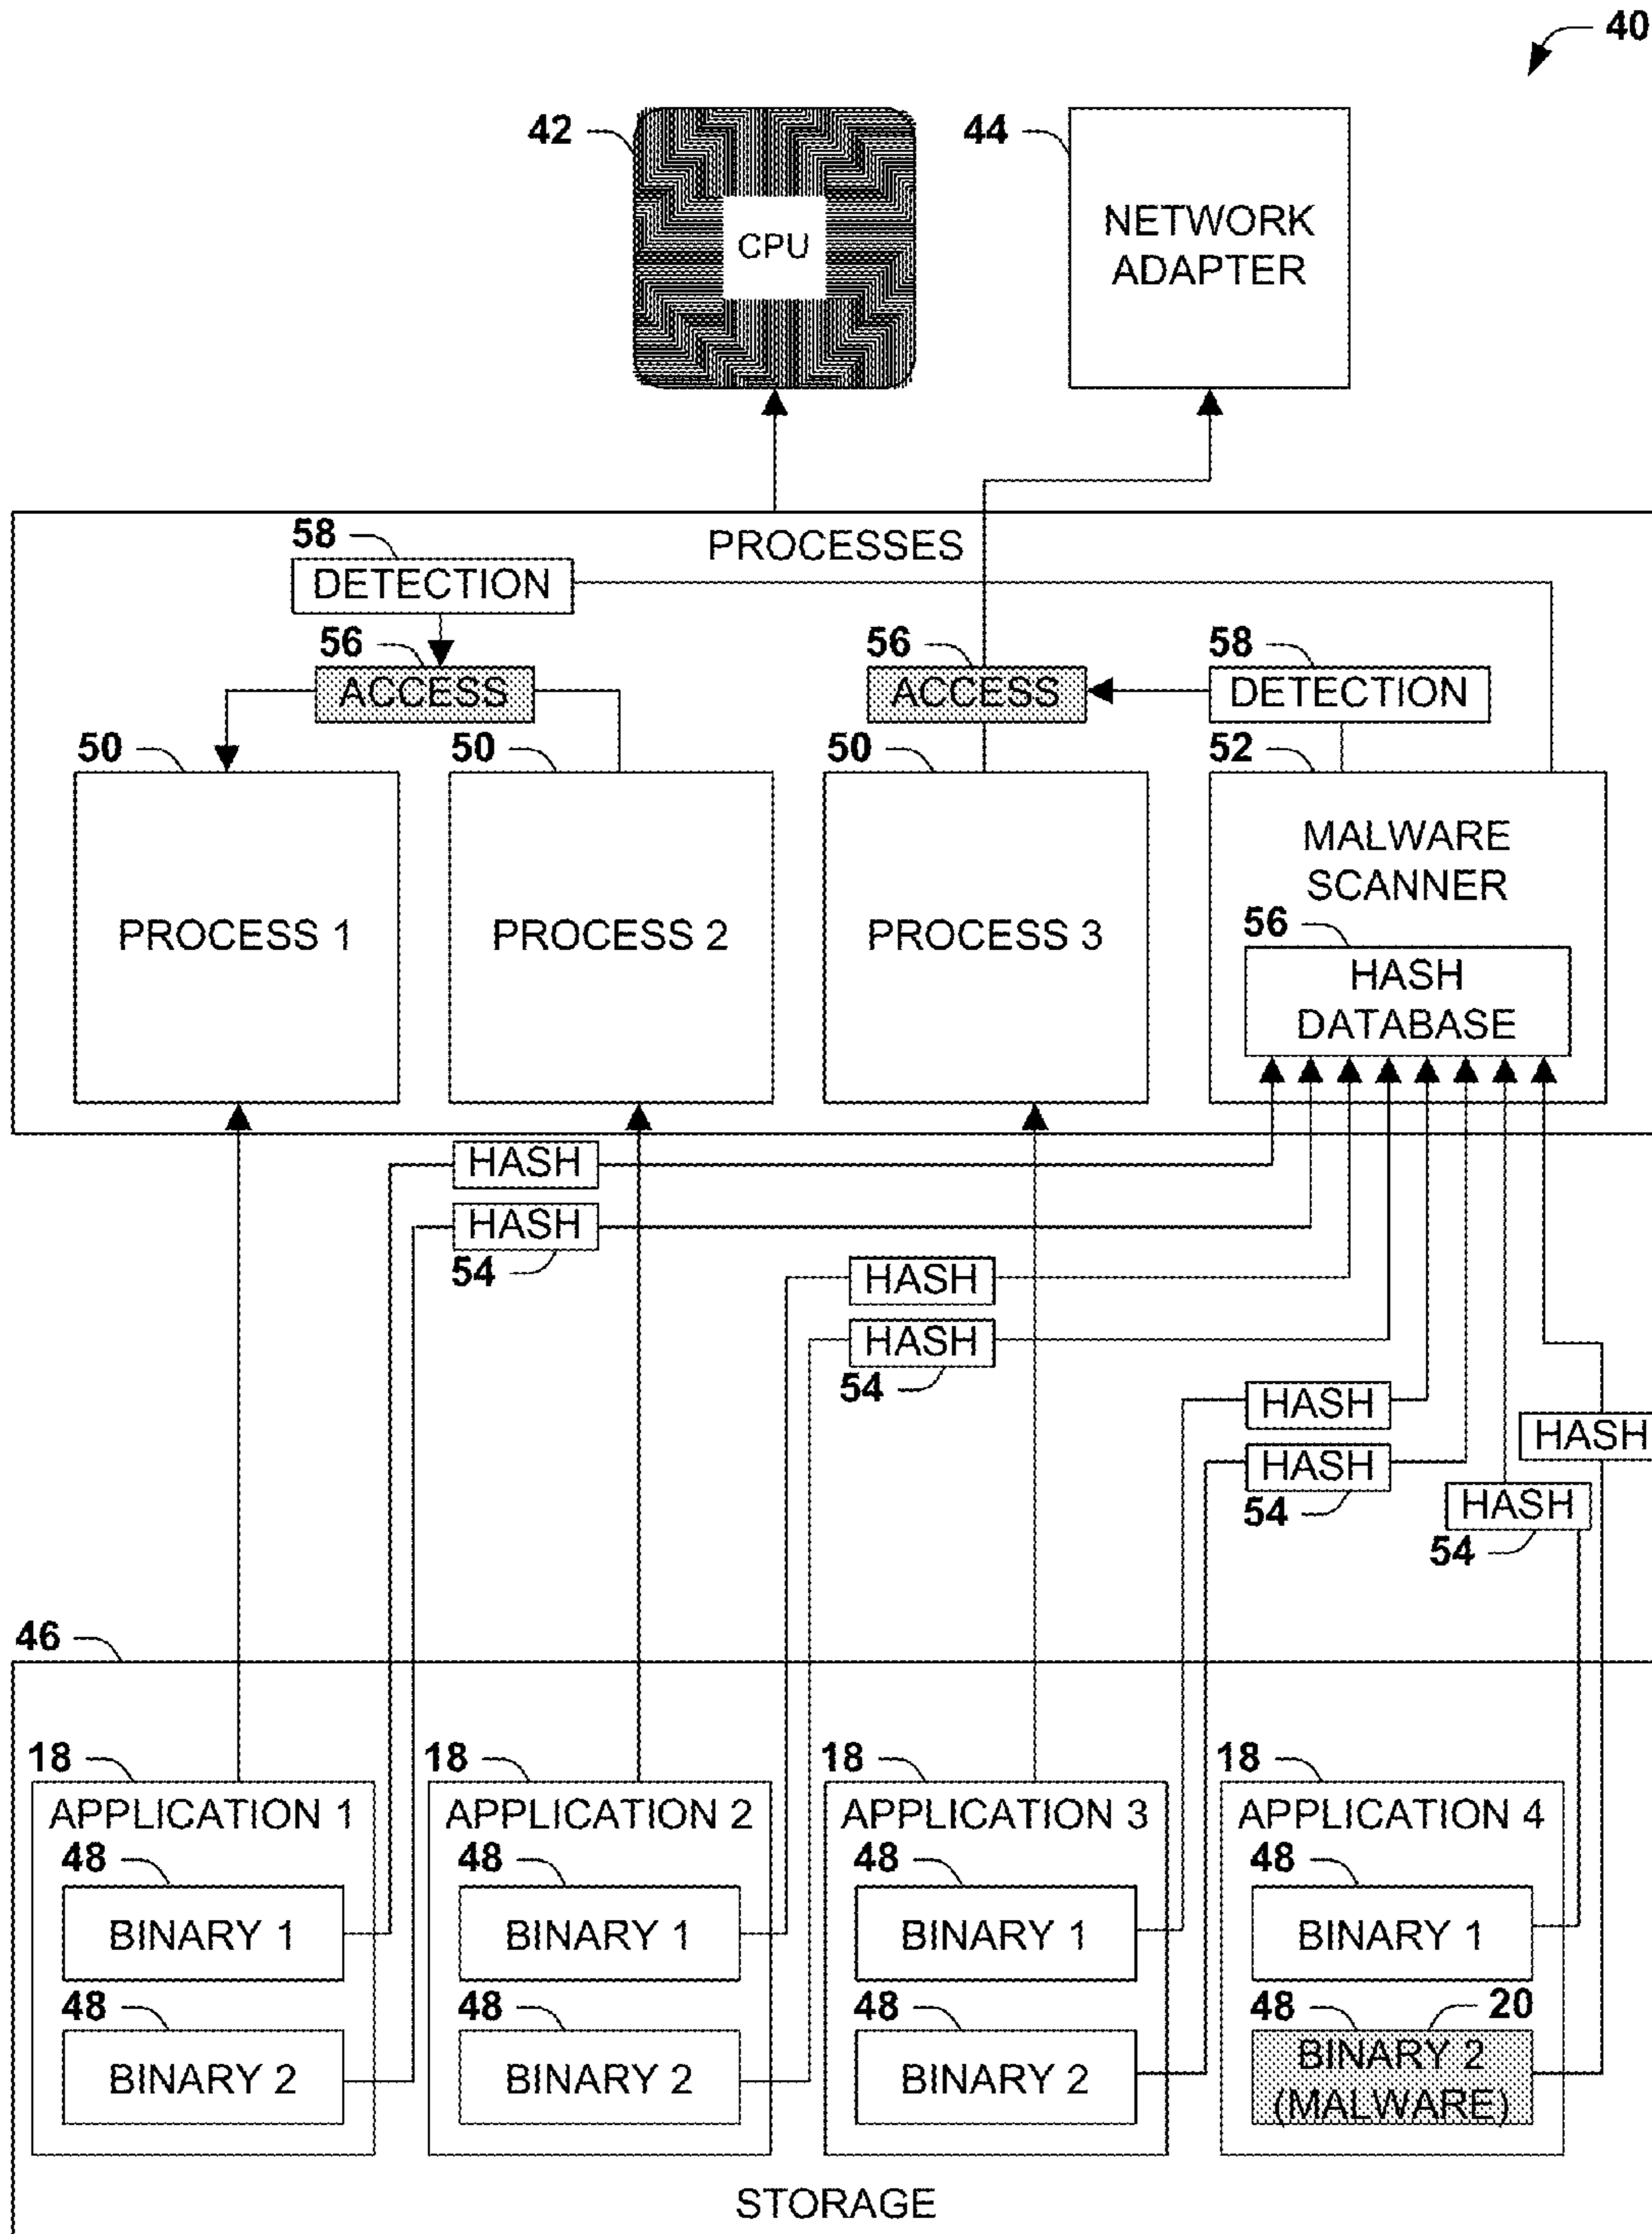 40
42
44
CPU
NETWORK
ADAPTER
PROCESSES
58
DETECTION
56
ACCESS
56
ACCESS
58
DETECTION
50
50
50
52
PROCESS 1
PROCESS 2
PROCESS 3
MALWARE
SCANNER
56
HASH
DATABASE
HASH
HASH
54
HASH
HASH
54
HASH
HASH
54
HASH
HASH
54
46
18
18
18
18
APPLICATION 1
APPLICATION 2
APPLICATION 3
APPLICATION 4
48
48
48
48
BINARY 1
BINARY 1
BINARY 1
BINARY 1
48
48
48
48
20
BINARY 2
BINARY 2
BINARY 2
BINARY 2
(MALWARE)
STORAGE